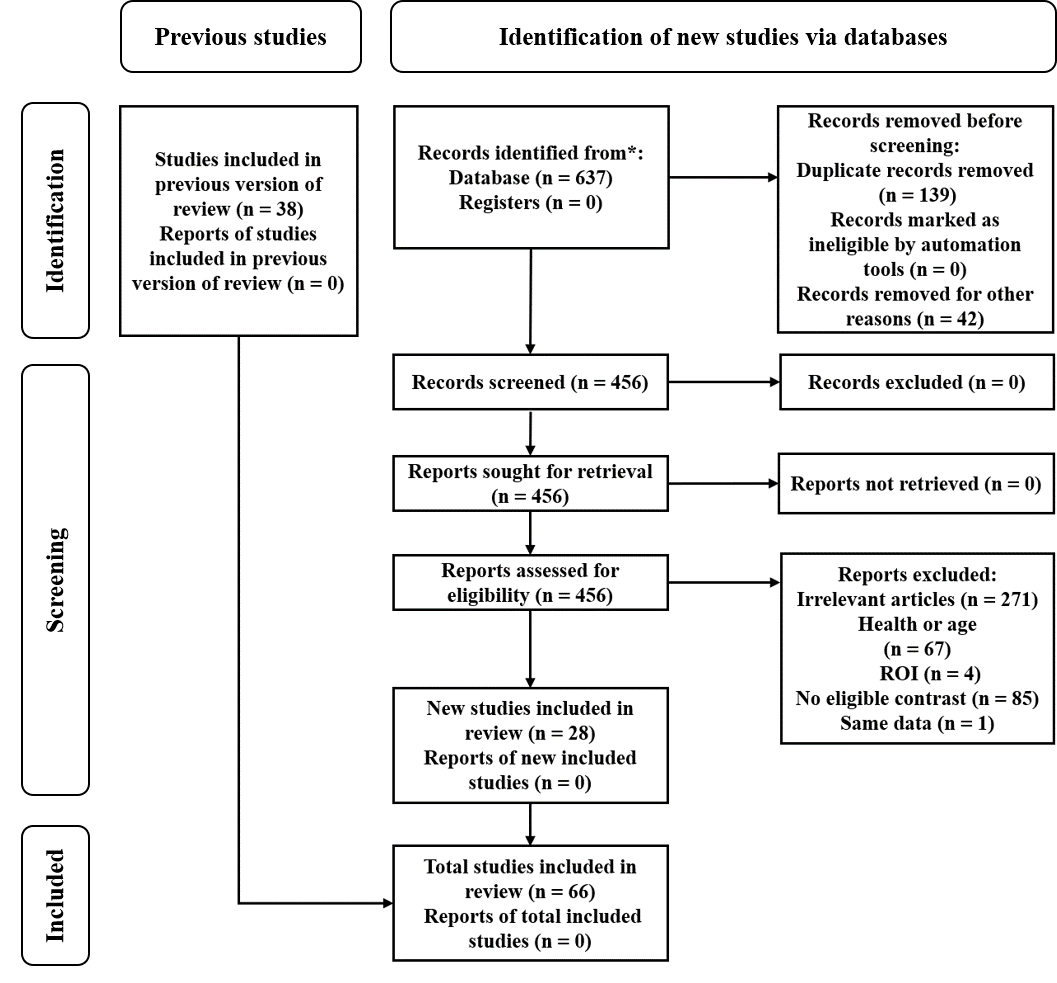 Previous studies
Identification of new studies via databases
Identification
Studies included in
previous version of
review (n = 38)
Reports of studies
included in previous
version of review (n = 0)
Records identified from*:
Database (n = 637)
Registers (n = 0)
Records removed before
screening:
Duplicate records removed
(n = 139)
Records marked as
ineligible by automation
tools (n = 0)
Records removed for other
reasons (n = 42)
Screening
Records screened (n = 456)
Records excluded (n = 0)
Reports sought for retrieval
(n = 456)
Reports not retrieved (n = 0)
Reports assessed for
eligibility (n = 456)
Reports excluded:
Irrelevant articles (n = 271)
Health or age
(n = 67)
ROI (n = 4)
No eligible contrast (n = 85)
Same data (n = 1)
New studies included in
review (n = 28)
Reports of new included
studies (n = 0)
Included
Total studies included in
review (n = 66)
Reports of total included
studies (n = 0)